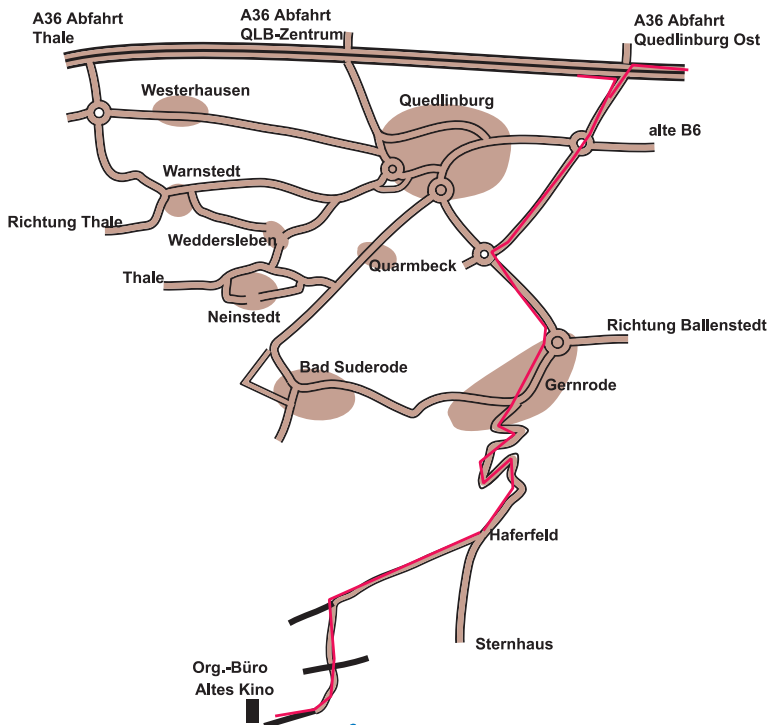 A36 Abfahrt
Thale
A36 Abfahrt
QLB-Zentrum
A36 Abfahrt
Quedlinburg Ost
Westerhausen
Quedlinburg
alte B6
Warnstedt
Richtung Thale
Weddersleben
Thale
Quarmbeck
Neinstedt
Richtung Ballenstedt
Bad Suderode
Gernrode
Haferfeld
Sternhaus
Org.-Büro
Altes Kino